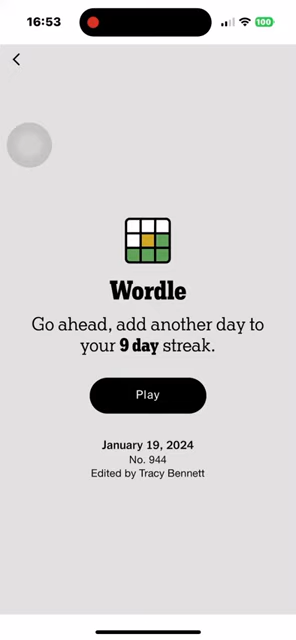 16:53
100
Wordle
Go ahead, add another day to
your 9 day streak.
Play
January 19, 2024
No. 944
Edited by Tracy Bennett